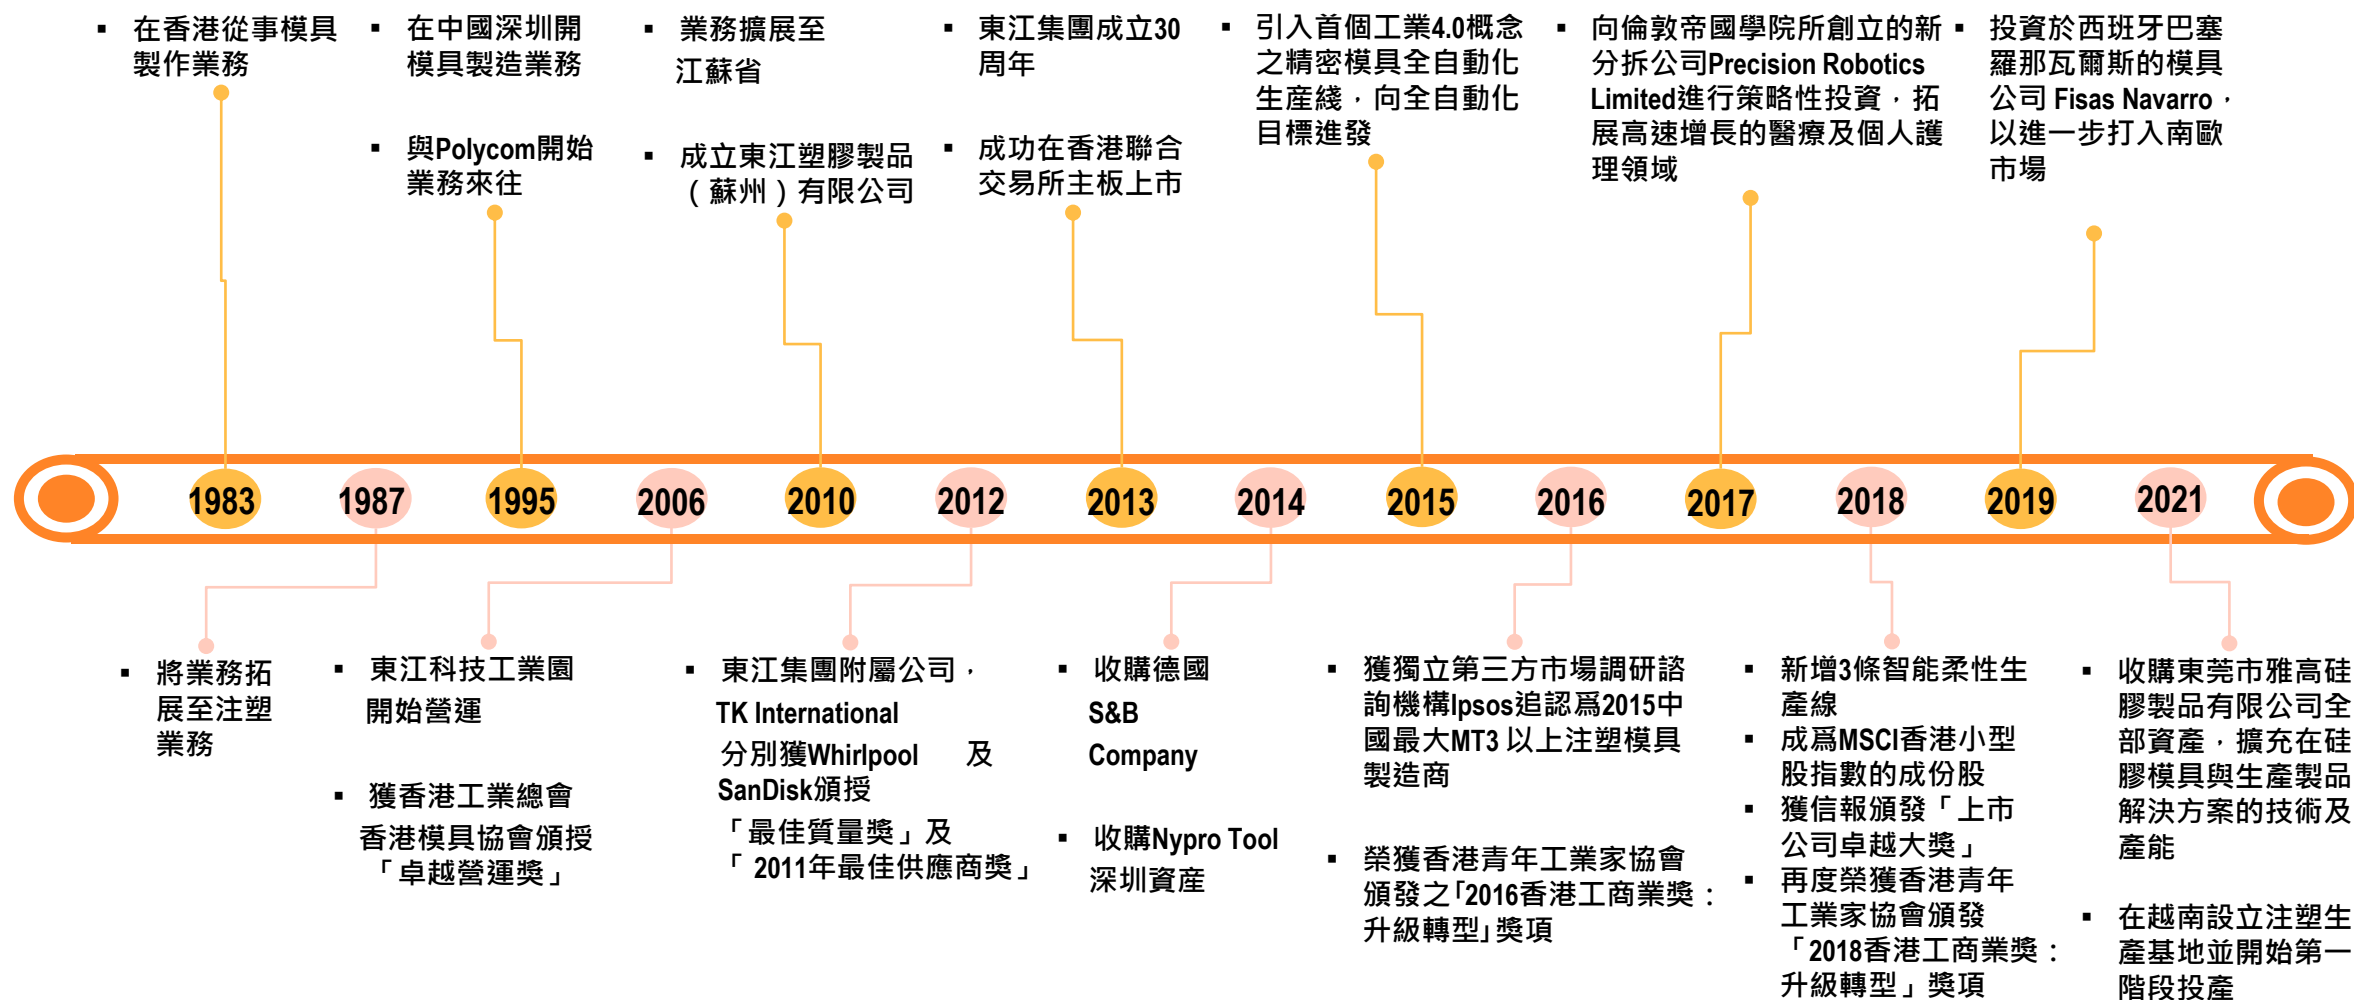 ▪ 在香港從事模具
製作業務
▪ 在中國深圳開
模具製造業務
▪ 與Polycom開始
業務來往
▪ 業務擴展至
江蘇省
▪ 成立東江塑膠製品
（蘇州）有限公司
▪ 東江集團成立30
周年
▪ 成功在香港聯合
交易所主板上市
▪ 引入首個工業4.0概念
之精密模具全自動化
生産綫，向全自動化
目標進發
▪ 向倫敦帝國學院所創立的新
分拆公司Precision Robotics
Limited進行策略性投資，拓
展高速增長的醫療及個人護
理領域
▪ 投資於西班牙巴塞
羅那瓦爾斯的模具
公司 Fisas Navarro，
以進一步打入南歐
市場
1983
1987
1995
2006
2010
2012
2013
2014
2015
2016
2017
2018
2019
2021
▪ 將業務拓
展至注塑
業務
▪ 東江科技工業園
開始營運
▪ 獲香港工業總會
香港模具協會頒授
「卓越營運獎」
▪ 東江集團附屬公司，
TK International
分別獲Whirlpool 及
SanDisk頒授
「最佳質量獎」及
「 2011年最佳供應商獎」
▪ 收購德國
S&B
Company
▪ 收購Nypro Tool
深圳資産
▪ 獲獨立第三方市場調研諮
詢機構Ipsos追認爲2015中
國最大MT3 以上注塑模具
製造商
▪ 榮獲香港青年工業家協會
頒發之「2016香港工商業獎：
升級轉型」獎項
▪ 新增3條智能柔性生
產線
▪ 成爲MSCI香港小型
股指數的成份股
▪ 獲信報頒發「上市
公司卓越大獎」
▪ 再度榮獲香港青年
工業家協會頒發
「2018香港工商業獎：
升級轉型」獎項
▪ 收購東莞市雅高硅
膠製品有限公司全
部資產，擴充在硅
膠模具與生產製品
解決方案的技術及
產能
▪ 在越南設立注塑生
產基地並開始第一
階段投產